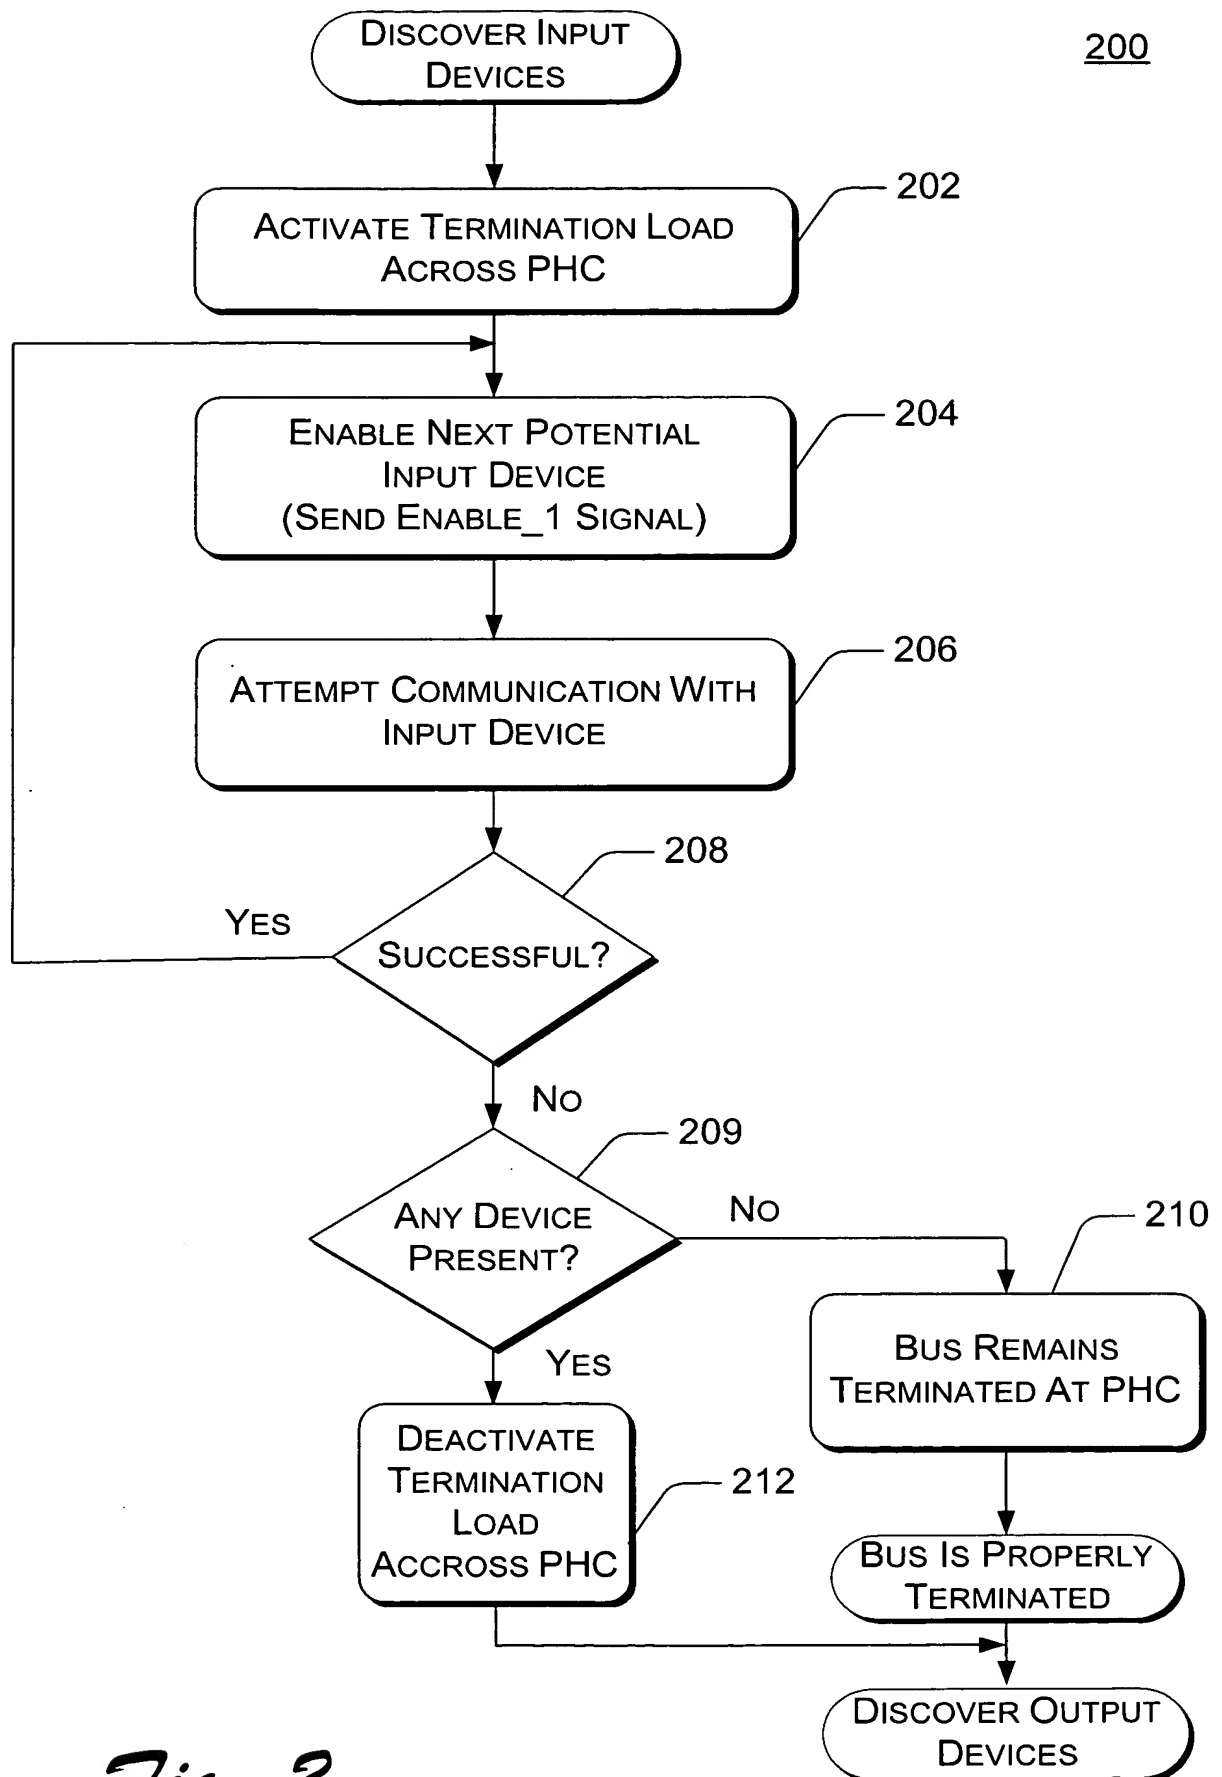 DISCOVER INPUT
DEVICES
200
202
ACTIVATE TERMINATION LOAD
ACROSS PHC
204
ENABLE NEXT POTENTIAL
INPUT DEVICE
(SEND ENABLE_1 SIGNAL)
206
ATTEMPT COMMUNICATION WITH
INPUT DEVICE
208
YES
SUCCESSFUL?
NO
209
ANY DEVICE
PRESENT?
NO
210
BUS REMAINS
TERMINATED AT PHC
YES
DEACTIVATE
TERMINATION
LOAD
ACCROSS PHC
212
BUS IS PROPERLY
TERMINATED
DISCOVER OUTPUT
DEVICES